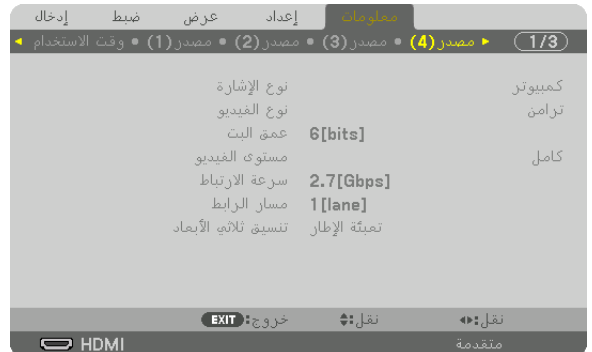 إدخال ضبط عرض إعداد معلومات
◄ وقت الاستخدام ● مصدر(1) ● مصدر(2) ● مصدر(3) ● مصدر(4) ► 1/3
نوع الإشارة كمبيوتر
نوع الفيديو ترامن
عمق البت 6[bits]
مستوى الفيديو كامل
سرعة الارتباط 2.7[Gbps]
مسار الرابط 1[lane]
تنسيق ثلاثي الأبعاد تعبئة الإطار
EXIT:خروج نقل: نقل:
HDMI متقدمة